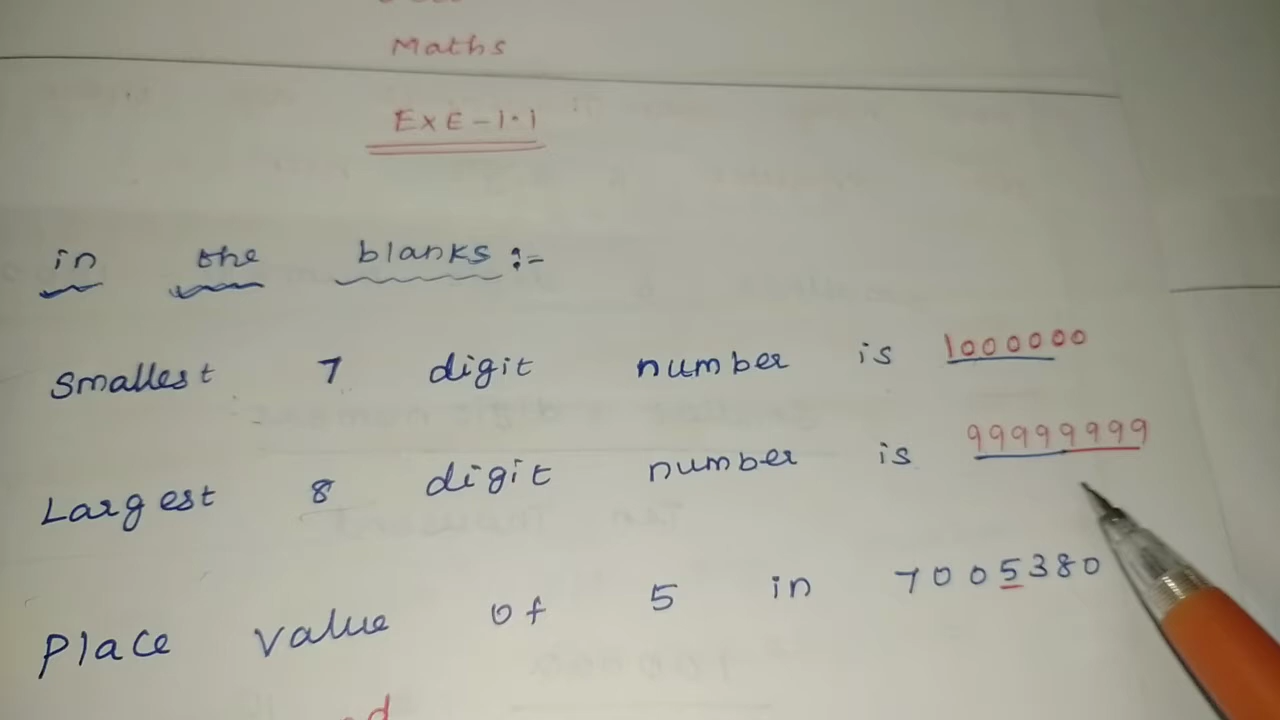 Maths
EXE-1.1
in the blanks :-
Smallest 7 digit number is 1000000
Largest 8 digit number is 99999999
Place value of 5 in 7005380